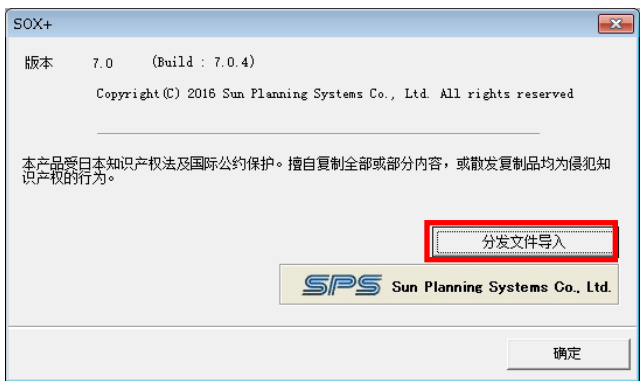 SOX+
版本 7.0 (Build : 7.0.4)
Copyright(C) 2016 Sun Planning Systems Co., Ltd. All rights reserved
本产品受日本知识产权法及国际公约保护。擅自复制全部或部分内容，或散发复制品均为侵犯知
识产权的行为。
分发文件导入
SPS Sun Planning Systems Co., Ltd.
确定